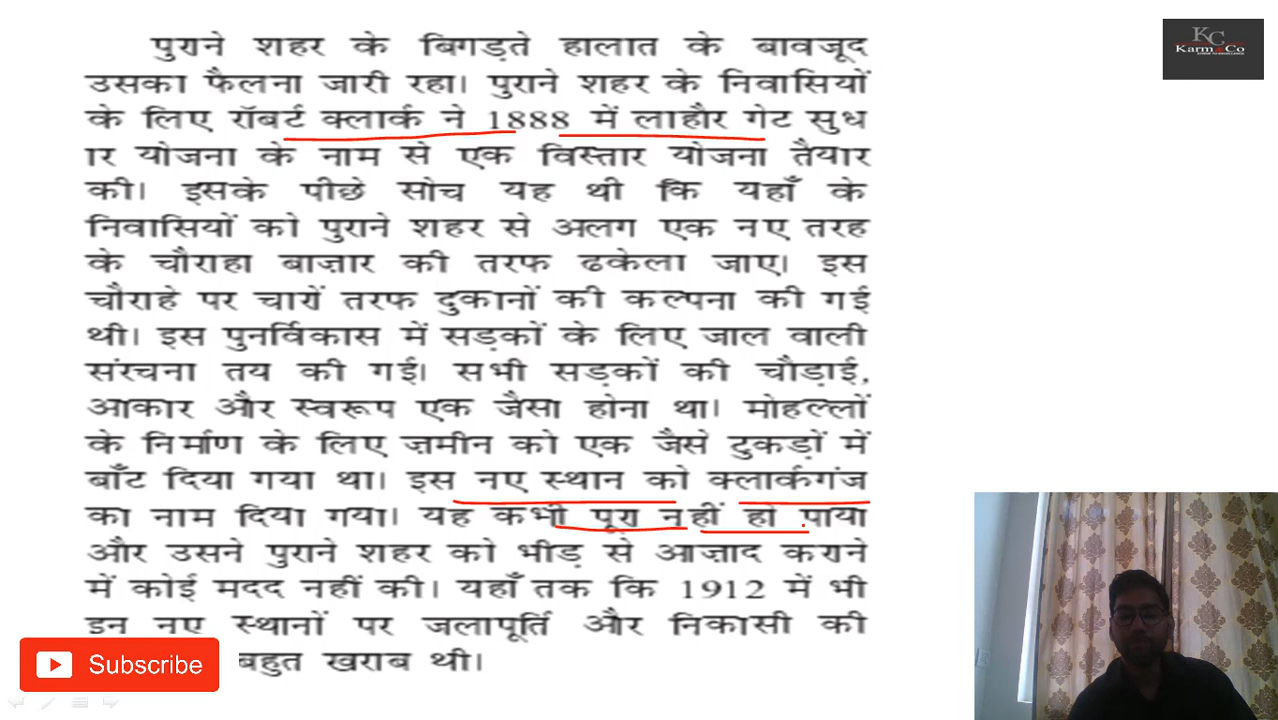 पुराने शहर के बिगड़ते हालात के बावजूद
उसका फैलना जारी रहा। पुराने शहर के निवासियों
के लिए रॉबर्ट क्लार्क ने 1888 में लाहौर गेट सुध
ार योजना के नाम से एक विस्तार योजना तैयार
की। इसके पीछे सोच यह थी कि यहाँ के
निवासियों को पुराने शहर से अलग एक नए तरह
के चौराहा बाज़ार की तरफ ढकेला जाए। इस
चौराहे पर चारों तरफ दुकानों की कल्पना की गई
थी। इस पुनर्विकास में सड़कों के लिए जाल वाली
संरचना तय की गई। सभी सड़कों की चौड़ाई,
आकार और स्वरूप एक जैसा होना था। मोहल्लों
के निर्माण के लिए ज़मीन को एक जैसे टुकड़ों में
बाँट दिया गया था। इस नए स्थान को क्लार्कगंज
का नाम दिया गया। यह कभी पूरा नहीं हो पाया
और उसने पुराने शहर को भीड़ से आज़ाद कराने
में कोई मदद नहीं की। यहाँ तक कि 1912 में भी
इन नए स्थानों पर जलापूर्ति और निकासी की
बहुत खराब थी।
KC
Karm Co
Subscribe